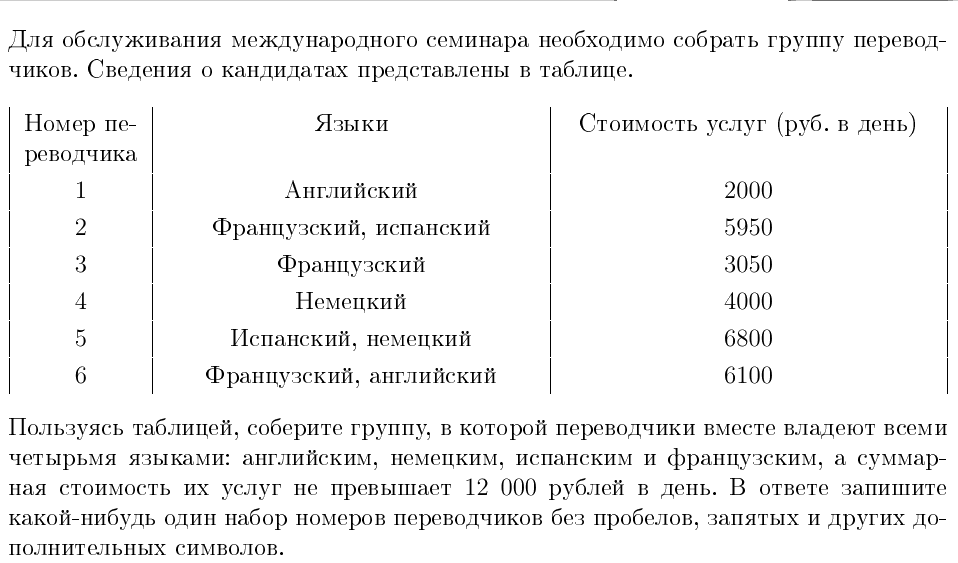 Для обслуживания международного семинара необходимо собрать группу перевод-
чиков. Сведения о кандидатах представлены в таблице.
Номер пе- Языки Стоимость услуг (руб. в день)
реводчика
1 Английский 2000
2 Французский, испанский 5950
3 Французский 3050
4 Немецкий 4000
5 Испанский, немецкий 6800
6 Французский, английский 6100
Пользуясь таблицей, соберите группу, в которой переводчики вместе владеют всеми
четырьмя языками: английским, немецким, испанским и французским, а суммар-
ная стоимость их услуг не превышает 12 000 рублей в день. В ответе запишите
какой-нибудь один набор номеров переводчиков без пробелов, запятых и других до-
полнительных символов.